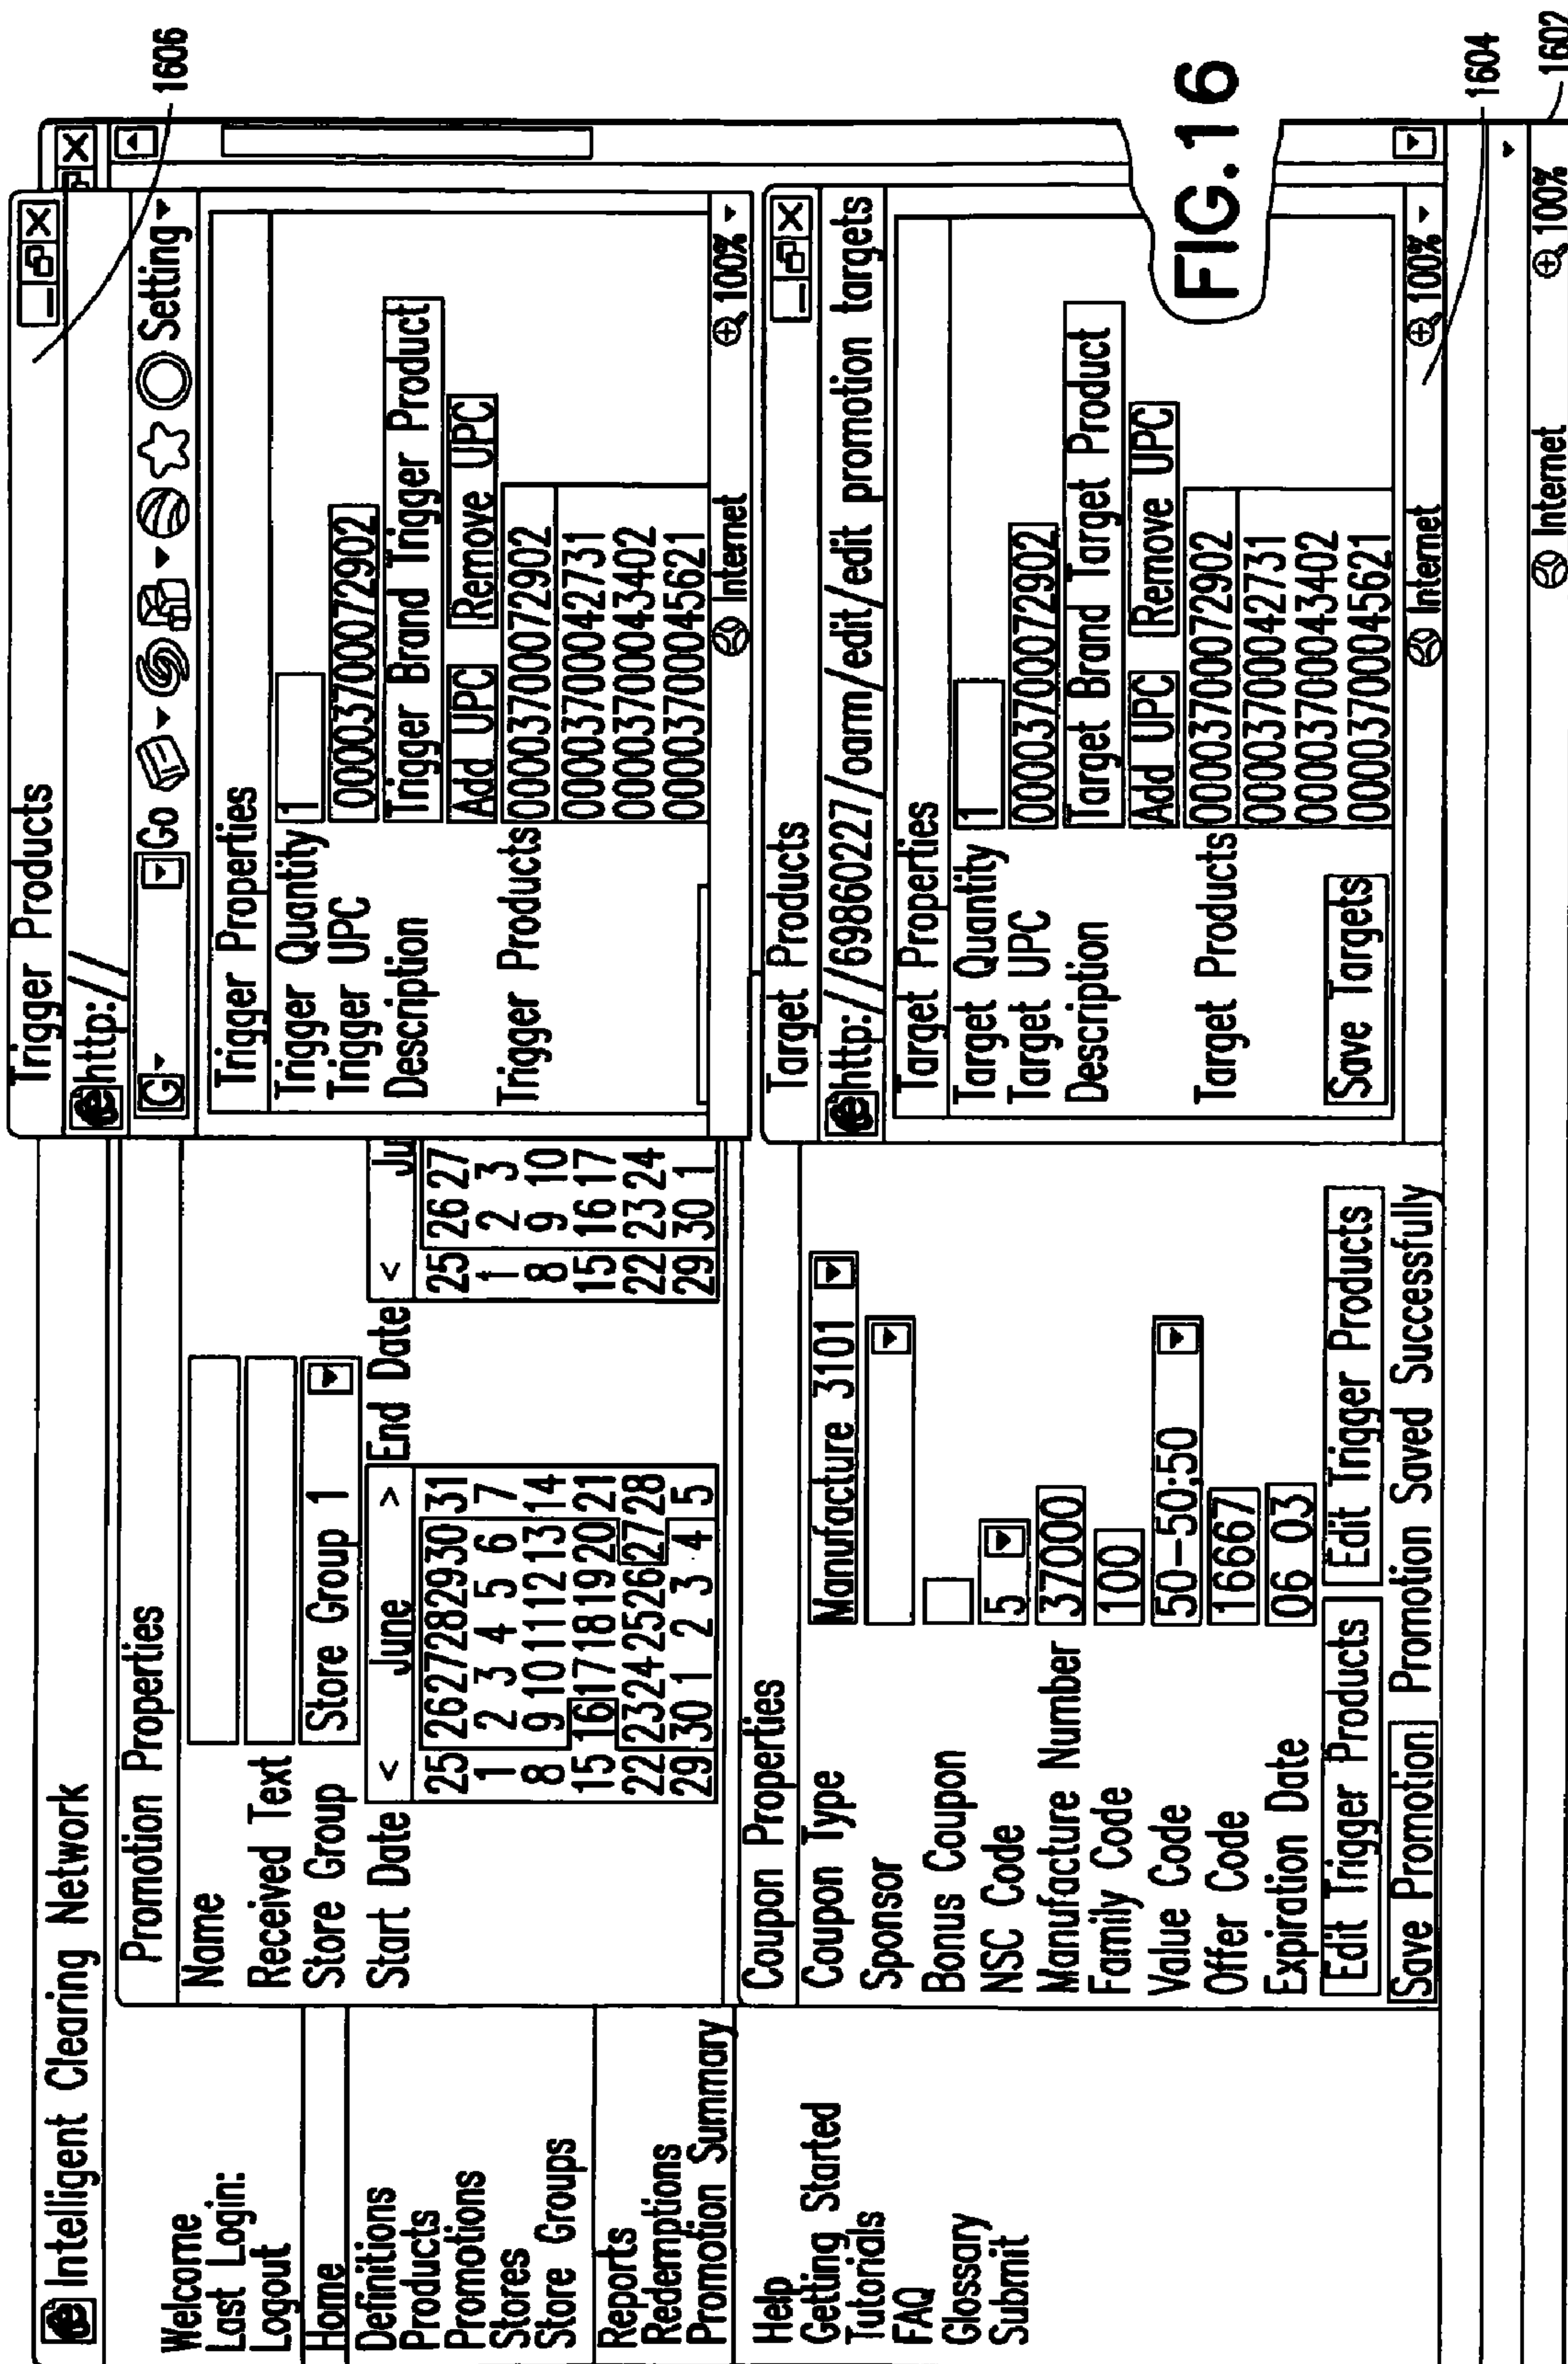 Intelligent Clearing Network
Welcome
Last Login:
Logout
Home
Definitions
Products
Promotions
Stores
Store Groups
Reports
Redemptions
Promotion Summary
Help
Getting Started
Tutorials
FAQ
Glossary
Submit
Promotion Properties
Name
Received Text
Store Group Store Group 1
Start Date < June > End Date < Ju
25 26 27 28 29 30 31 25 26 27
1 2 3 4 5 6 7 1 2 3
8 9 10 11 12 13 14 8 9 10
15 16 17 18 19 20 21 15 16 17
22 23 24 25 26 27 28 22 23 24
29 30 1 2 3 4 5 29 30 1
Coupon Properties
Coupon Type Manufacture 3101
Sponsor
Bonus Coupon
NSC Code 5
Manufacture Number 37000
Family Code 100
Value Code 50-50;50
Offer Code 16667
Expiration Date 06 03
Edit Trigger Products Edit Trigger Products
Save Promotion Promotion Saved Successfully
Trigger Products
http://
G Go Setting
Trigger Properties
Trigger Quantity 1
Trigger UPC 00003700072902
Description Trigger Brand Trigger Product
Add UPC Remove UPC
Trigger Products 00003700072902
00003700042731
00003700043402
00003700045621
Internet 100%
Target Products
http://69860227/oarm/edit/edit promotion targets
Target Properties
Target Quantity 1
Target UPC 00003700072902
Description Target Brand Target Product
Add UPC Remove UPC
Target Products 00003700072902
00003700042731
00003700043402
00003700045621
Save Targets
Internet 100%
Internet 100%
1606
1604
1602
FIG.16